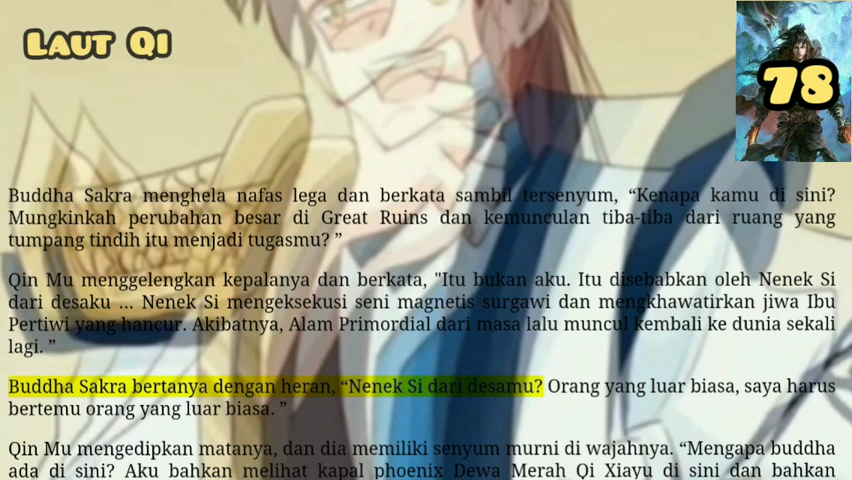 LAUT QI
78
Buddha Sakra menghela nafas lega dan berkata sambil tersenyum, “Kenapa kamu di sini?
Mungkinkah perubahan besar di Great Ruins dan kemunculan tiba-tiba dari ruang yang
tumpang tindih itu menjadi tugasmu? ”
Qin Mu menggelengkan kepalanya dan berkata, "Itu bukan aku. Itu disebabkan oleh Nenek Si
dari desaku ... Nenek Si mengeksekusi seni magnetis surgawi dan mengkhawatirkan jiwa Ibu
Pertiwi yang hancur. Akibatnya, Alam Primordial dari masa lalu muncul kembali ke dunia sekali
lagi. ”
Buddha Sakra bertanya dengan heran, “Nenek Si dari desamu? Orang yang luar biasa, saya harus
bertemu orang yang luar biasa. ”
Qin Mu mengedipkan matanya, dan dia memiliki senyum murni di wajahnya. “Mengapa buddha
ada di sini? Aku bahkan melihat kapal phoenix Dewa Merah Qi Xiayu di sini dan bahkan